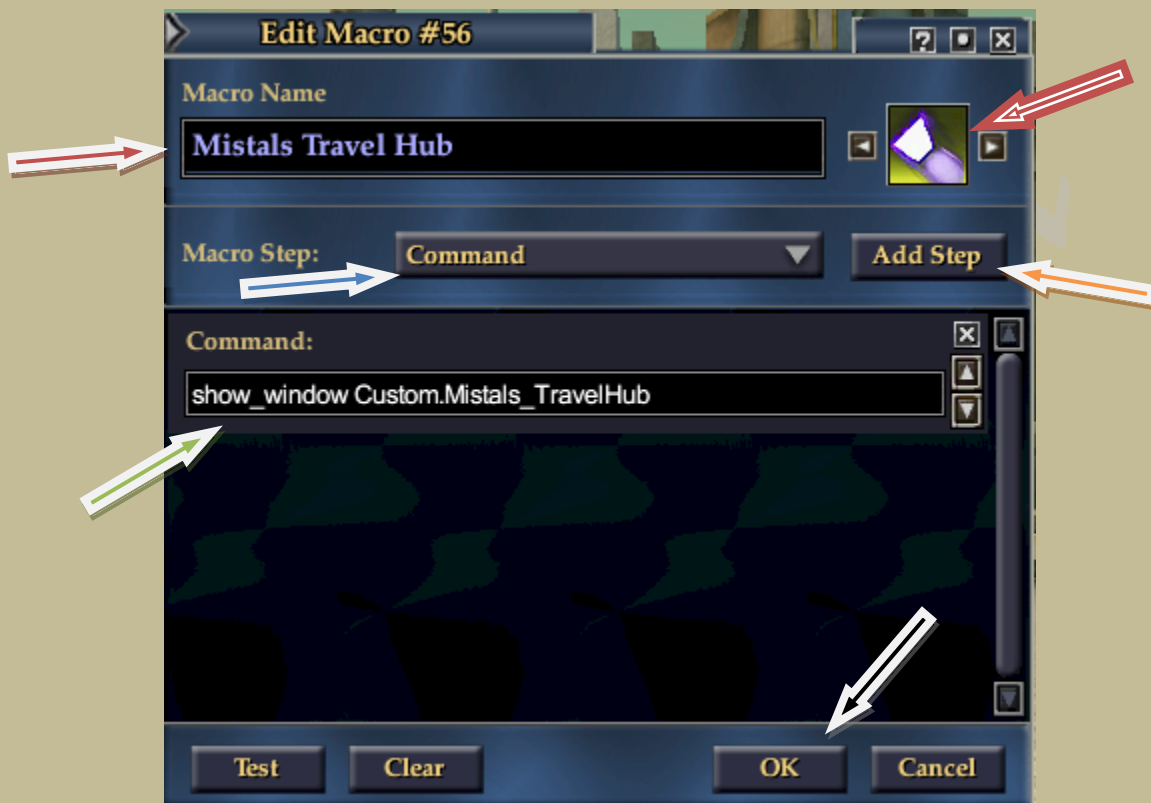 Edit Macro #56
?
Macro Name
Mistals Travel Hub
Macro Step:
Command
Add Step
Command:
show_window Custom.Mistals_TravelHub
Test
Clear
OK
Cancel